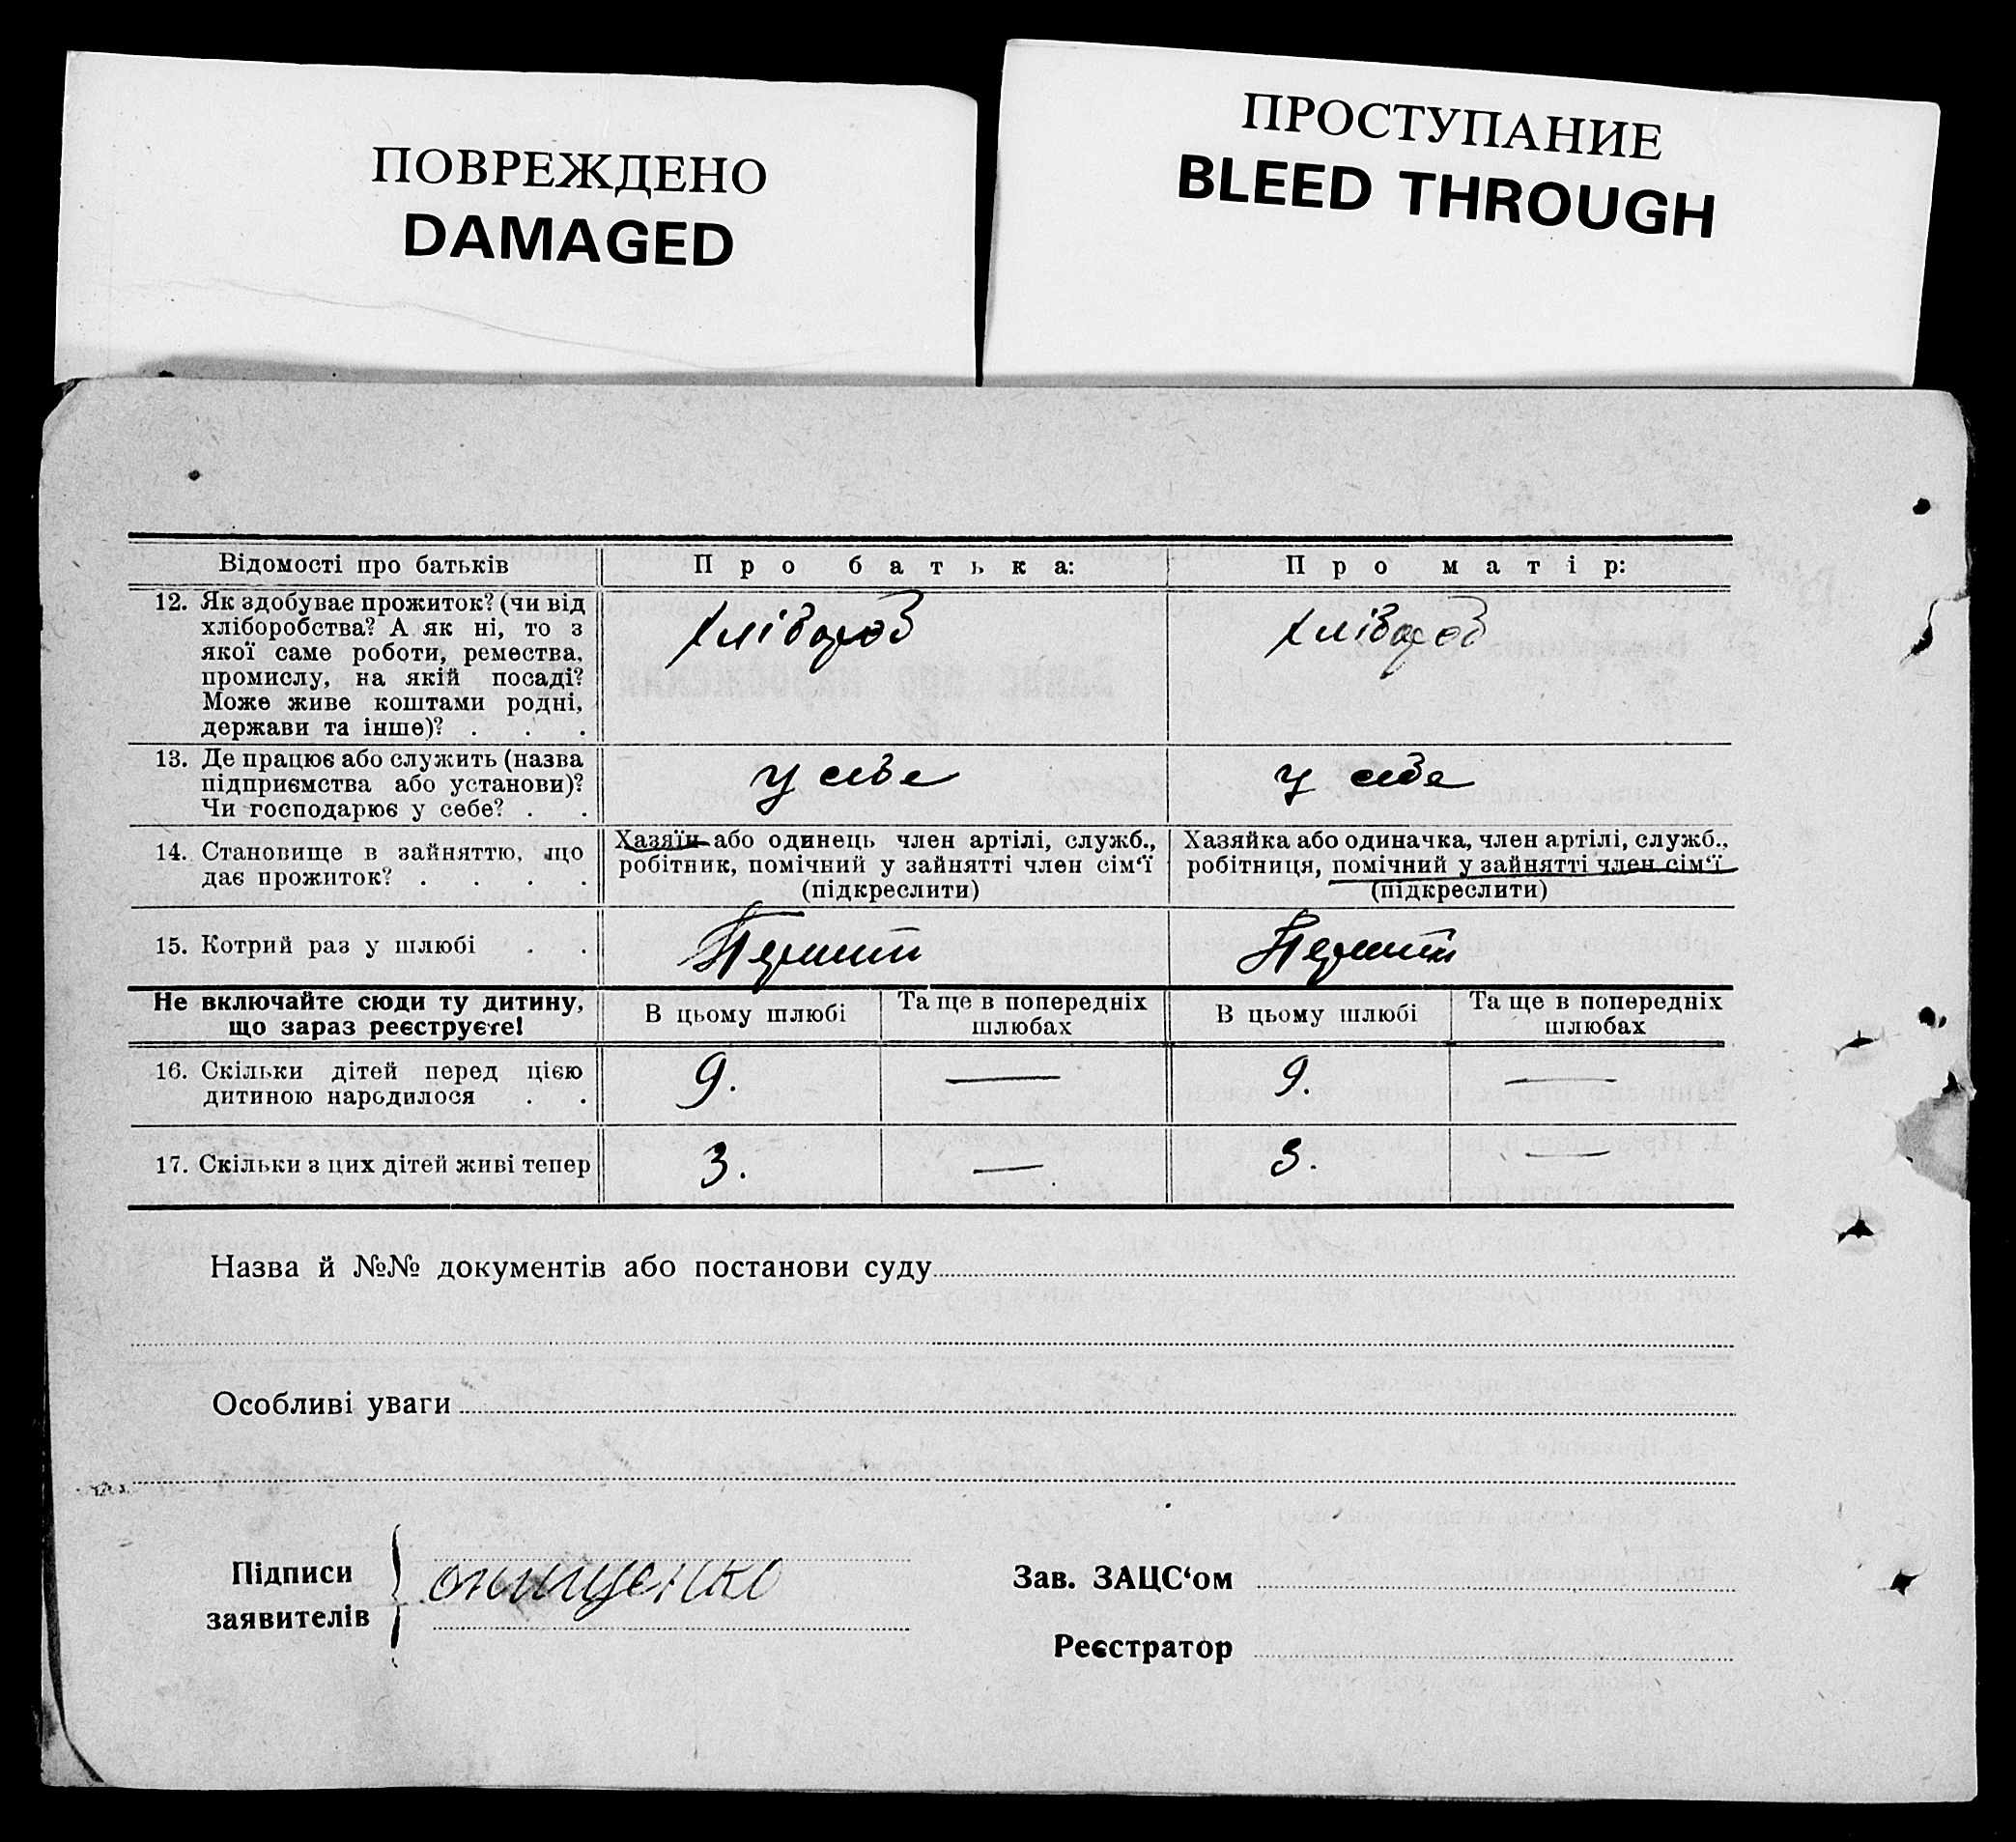 ПОВРЕЖДЕНО
DAMAGED
ПРОСТУПАНИЕ
BLEED THROUGH
Відомості про батьків
Про батька:
Про матір:
12. Як здобуває прожиток? (чи від
хліборобства? А як ні, то з
якої саме роботи, ремества,
промислу, на якій посаді?
Може живе коштами родні,
держави та інше)? . . .
хлібороб
хлібороб
13. Де працює або служить (назва
підприємства або установи)?
Чи господарює у себе? . .
у себе
у себе
14. Становище в зайняттю, що
дає прожиток? . . . .
Хазяїн або одинець член артілі, служб.,
робітник, помічний у зайнятті член сім‘ї
(підкреслити)
Хазяйка або одиначка, член артілі, служб.,
робітниця, помічний у зайнятті член сім‘ї
(підкреслити)
15. Котрий раз у шлюбі . .
Не включайте сюди ту дитину,
що зараз реєструєте!
В цьому шлюбі
Та ще в попередніх
шлюбах
В цьому шлюбі
Та ще в попередніх
шлюбах
16. Скільки дітей перед цією
дитиною народилося . .
9.
—
9.
—
17. Скільки з цих дітей живі тепер
3.
—
3.
—
Назва й №№ документів або постанови суду
Особливі уваги
Підписи
заявителів
онищенко
Зав. ЗАЦС‘ом
Реєстратор